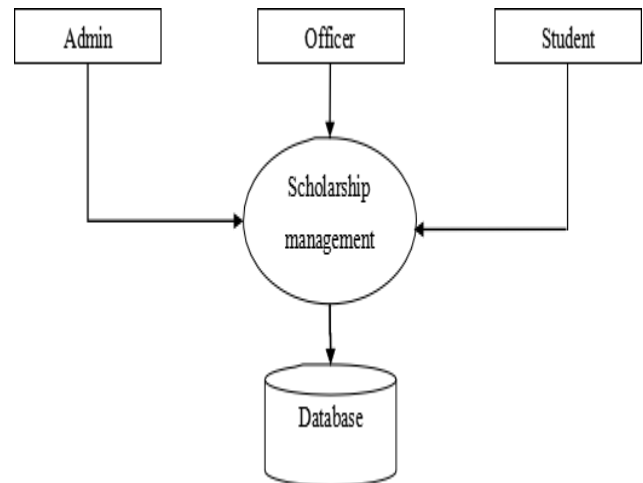 Admin
Officer
Student
Scholarship
management
Database